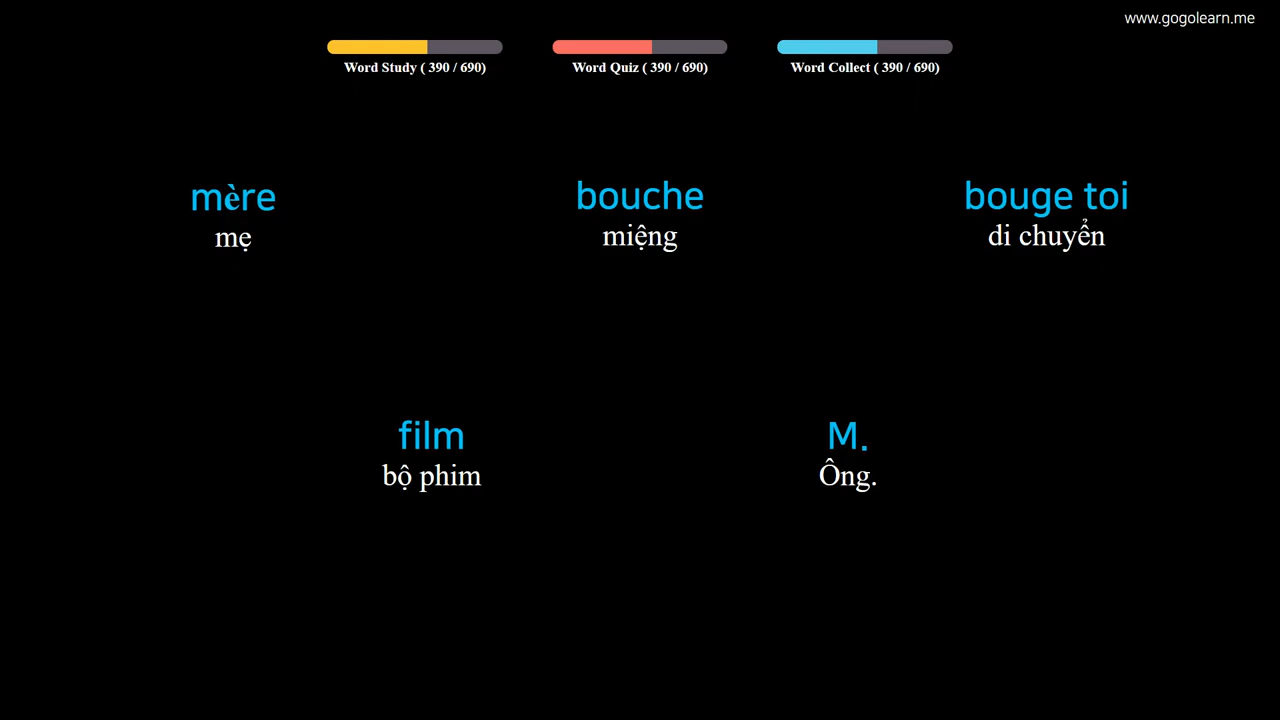 www.gogolearn.me
Word Study ( 390 / 690)
Word Quiz ( 390 / 690)
Word Collect ( 390 / 690)
mère
mẹ
bouche
miệng
bouge toi
di chuyển
film
bộ phim
M.
Ông.